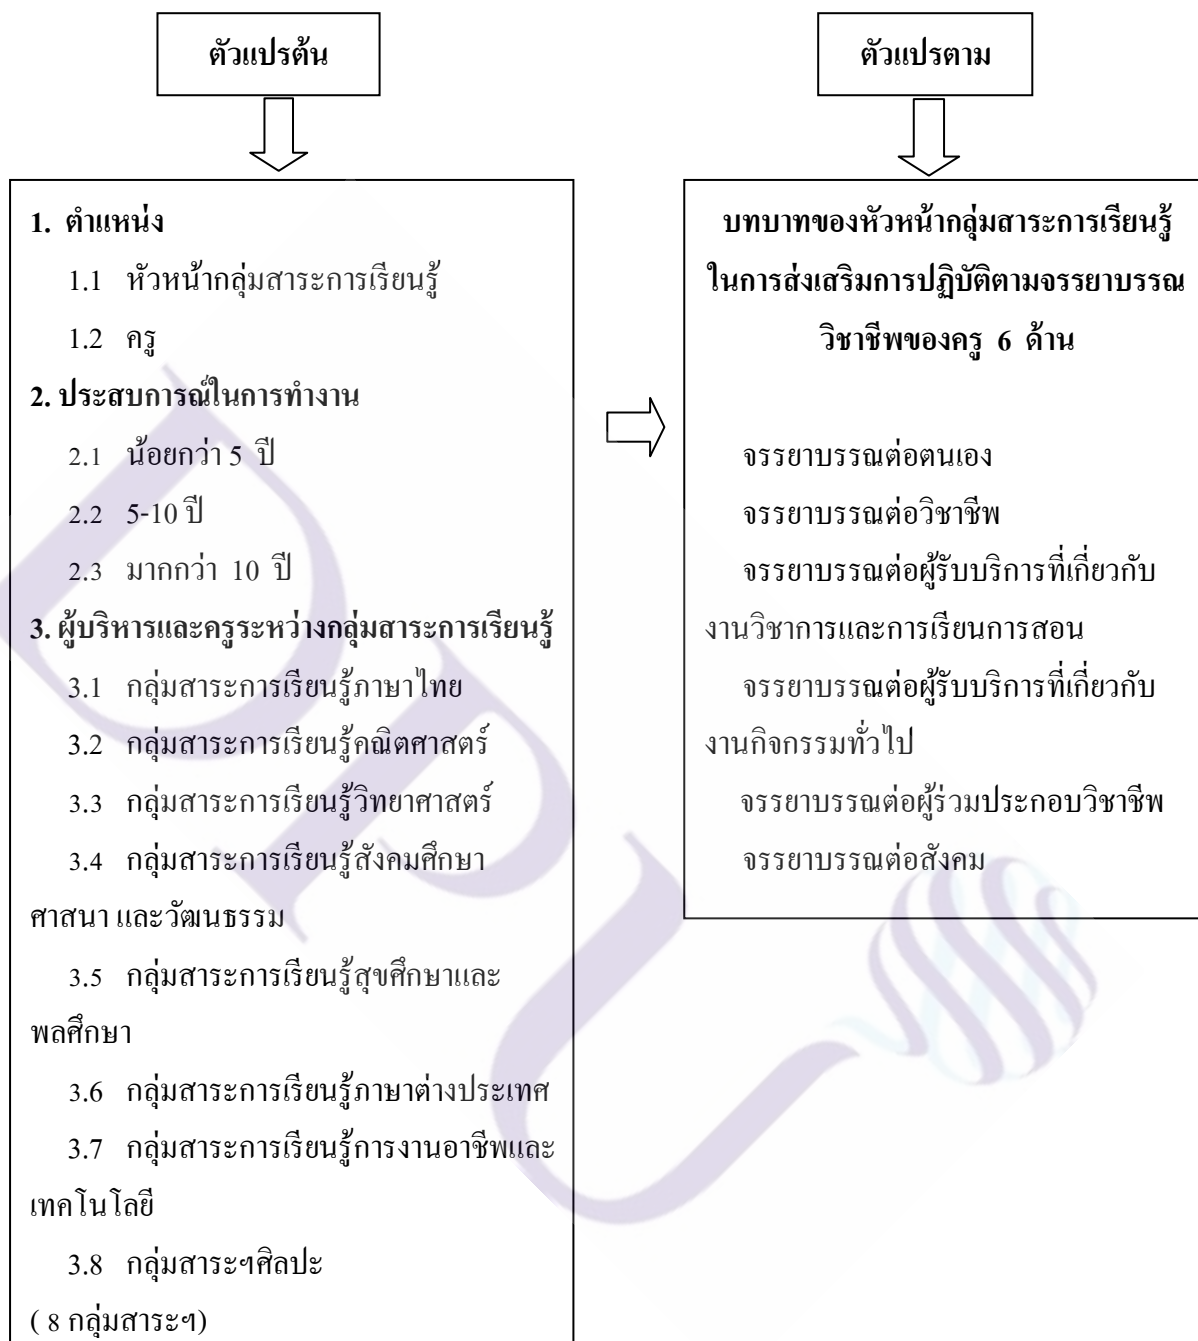 ตัวแปรต้น
ตัวแปรตาม
1. ตำแหน่ง
1.1 หัวหน้ากลุ่มสาระการเรียนรู้
1.2 ครู
2. ประสบการณ์ในการทำงาน
2.1 น้อยกว่า 5 ปี
2.2 5-10 ปี
2.3 มากกว่า 10 ปี
3. ผู้บริหารและครูระหว่างกลุ่มสาระการเรียนรู้
3.1 กลุ่มสาระการเรียนรู้ภาษาไทย
3.2 กลุ่มสาระการเรียนรู้คณิตศาสตร์
3.3 กลุ่มสาระการเรียนรู้วิทยาศาสตร์
3.4 กลุ่มสาระการเรียนรู้สังคมศึกษา
ศาสนา และวัฒนธรรม
3.5 กลุ่มสาระการเรียนรู้สุขศึกษาและ
พลศึกษา
3.6 กลุ่มสาระการเรียนรู้ภาษาต่างประเทศ
3.7 กลุ่มสาระการเรียนรู้การงานอาชีพและ
เทคโนโลยี
3.8 กลุ่มสาระฯศิลปะ
( 8 กลุ่มสาระฯ)
บทบาทของหัวหน้ากลุ่มสาระการเรียนรู้
ในการส่งเสริมการปฏิบัติตามจรรยาบรรณ
วิชาชีพของครู 6 ด้าน
จรรยาบรรณต่อตนเอง
จรรยาบรรณต่อวิชาชีพ
จรรยาบรรณต่อผู้รับบริการที่เกี่ยวกับ
งานวิชาการและการเรียนการสอน
จรรยาบรรณต่อผู้รับบริการที่เกี่ยวกับ
งานกิจกรรมทั่วไป
จรรยาบรรณต่อผู้ร่วมประกอบวิชาชีพ
จรรยาบรรณต่อสังคม
DPU